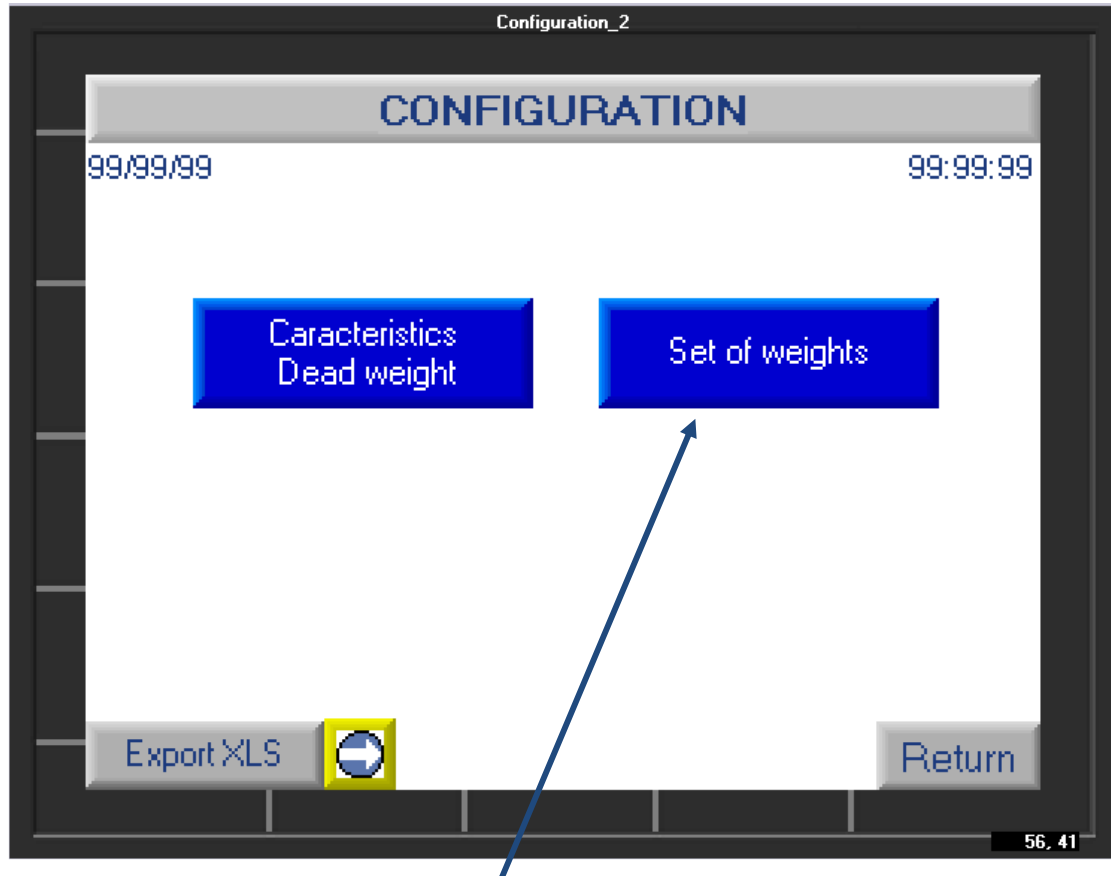 Configuration_2
CONFIGURATION
99/99/99
99:99:99
Caracteristics
Dead weight
Set of weights
Export XLS
Return
56, 41